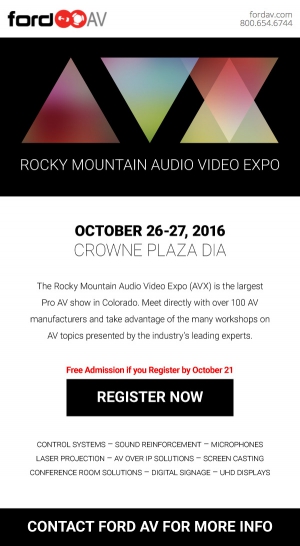 ford AV
fordav.com
800.654.6744
ROCKY MOUNTAIN AUDIO VIDEO EXPO
OCTOBER 26-27, 2016
CROWNE PLAZA DIA
The Rocky Mountain Audio Video Expo (AVX) is the largest
Pro AV show in Colorado. Meet directly with over 100 AV
manufacturers and take advantage of the many workshops on
AV topics presented by the industry's leading experts.
Free Admission if you Register by October 21
REGISTER NOW
CONTROL SYSTEMS – SOUND REINFORCEMENT – MICROPHONES
LASER PROJECTION – AV OVER IP SOLUTIONS – SCREEN CASTING
CONFERENCE ROOM SOLUTIONS – DIGITAL SIGNAGE – UHD DISPLAYS
CONTACT FORD AV FOR MORE INFO